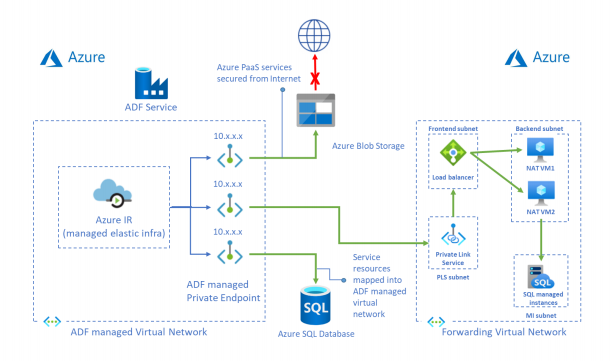 Azure
Azure
Azure PaaS services
secured from Internet
ADF Service
Azure Blob Storage
10.x.x.x
10.x.x.x
10.x.x.x
Azure IR
(managed elastic infra)
ADF managed
Private Endpoint
ADF managed Virtual Network
Service
resources
mapped into
ADF managed
virtual
network
SQL
Azure SQL Database
Frontend subnet
Load balancer
Backend subnet
NAT VM1
NAT VM2
Private Link
Service
PLS subnet
SQL
SQL managed
instances
MI subnet
Forwarding Virtual Network